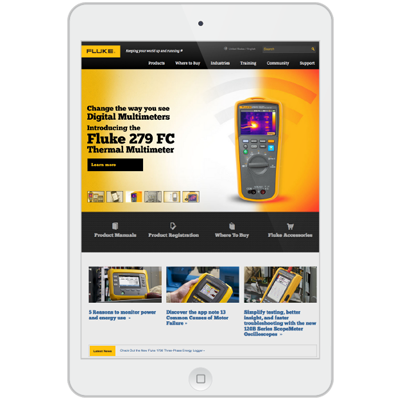 FLUKE.
Keeping your world up and running.®
Search
Products Where to Buy Industries Training Community Support
Change the way you see
Digital Multimeters
Introducing the
Fluke 279 FC
Thermal Multimeter
Learn more
Product Manuals Product Registration Where To Buy Fluke Accessories
5 Reasons to monitor power
and energy use »
Discover the app note 13
Common Causes of Motor
Failure »
Simplify testing, better
insight, and faster
troubleshooting with the new
120B Series ScopeMeter
Oscilloscopes »
Latest News Check Out the New Fluke 1738 Three-Phase Energy Logger »